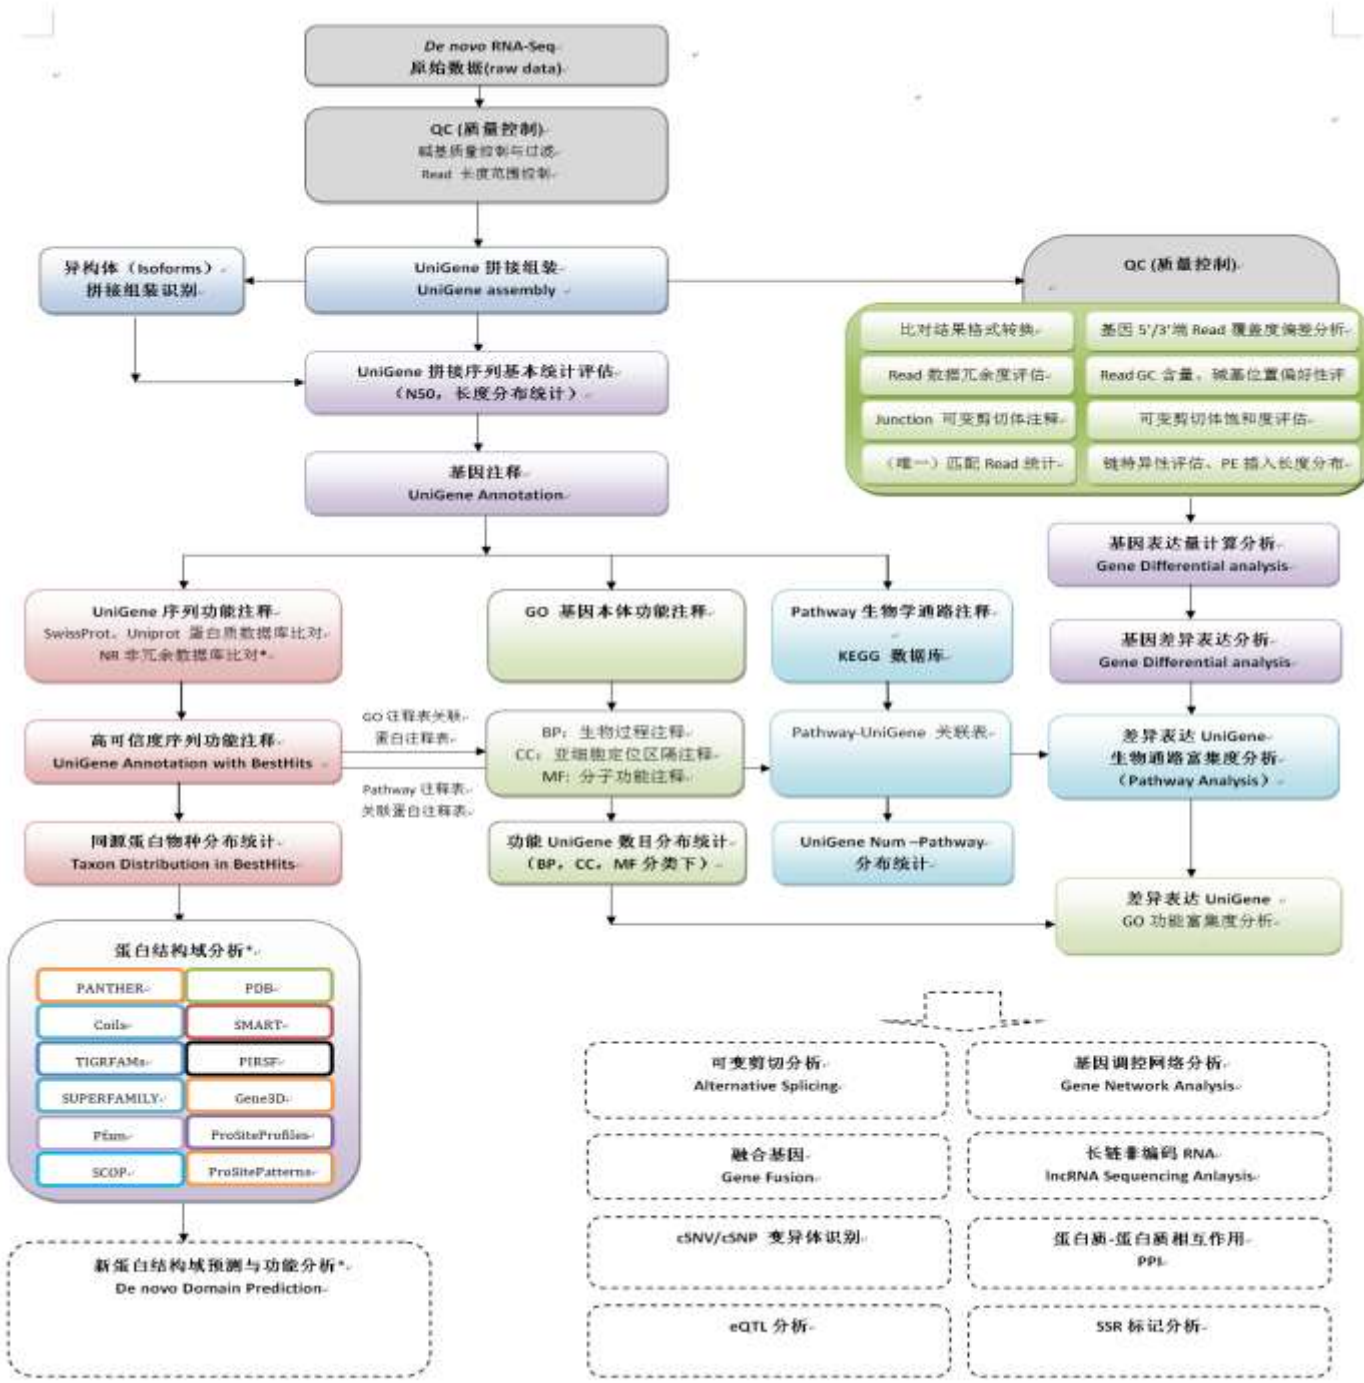 De novo RNA-Seq
原始数据(raw data)
QC (质量控制)
碱基质量控制与过滤
Read 长度范围控制
异构体（Isoforms）
拼接组装识别
UniGene 拼接组装
UniGene assembly
QC (质量控制)
比对结果格式转换
基因 5'/3'端 Read 覆盖度偏差分析
Read 数据冗余度评估
Read GC 含量、碱基位置偏好性评
Junction 可变剪切体注释
可变剪切体饱和度评估
（唯一）匹配 Read 统计
链特异性评估、PE 插入长度分布
UniGene 拼接序列基本统计评估
（N50，长度分布统计）
基因注释
UniGene Annotation
基因表达量计算分析
Gene Differential analysis
基因差异表达分析
Gene Differential analysis
UniGene 序列功能注释
SwissProt、Uniprot 蛋白质数据库比对
NR 非冗余数据库比对*
GO 基因本体功能注释
Pathway 生物学通路注释
KEGG 数据库
高可信度序列功能注释
UniGene Annotation with BestHits
GO 注释表关联
蛋白注释表
Pathway 注释表
关联蛋白注释表
BP：生物过程注释
CC：亚细胞定位区隔注释
MF: 分子功能注释
Pathway-UniGene 关联表
差异表达 UniGene
生物通路富集度分析
（Pathway Analysis）
同源蛋白物种分布统计
Taxon Distribution in BestHits
功能 UniGene 数目分布统计
（BP，CC，MF 分类下）
UniGene Num –Pathway
分布统计
差异表达 UniGene
GO 功能富集度分析
蛋白结构域分析*
PANTHER
PDB
Coils
SMART
TIGRFAMs
PIRSF
SUPERFAMILY
Gene3D
Pfam
ProSiteProfiles
SCOP
ProSitePatterns
新蛋白结构域预测与功能分析*
De novo Domain Prediction
可变剪切分析
Alternative Splicing
基因调控网络分析
Gene Network Analysis
融合基因
Gene Fusion
长链非编码 RNA
lncRNA Sequencing Anlaysis
cSNV/cSNP 变异体识别
蛋白质-蛋白质相互作用
PPI
eQTL 分析
SSR 标记分析